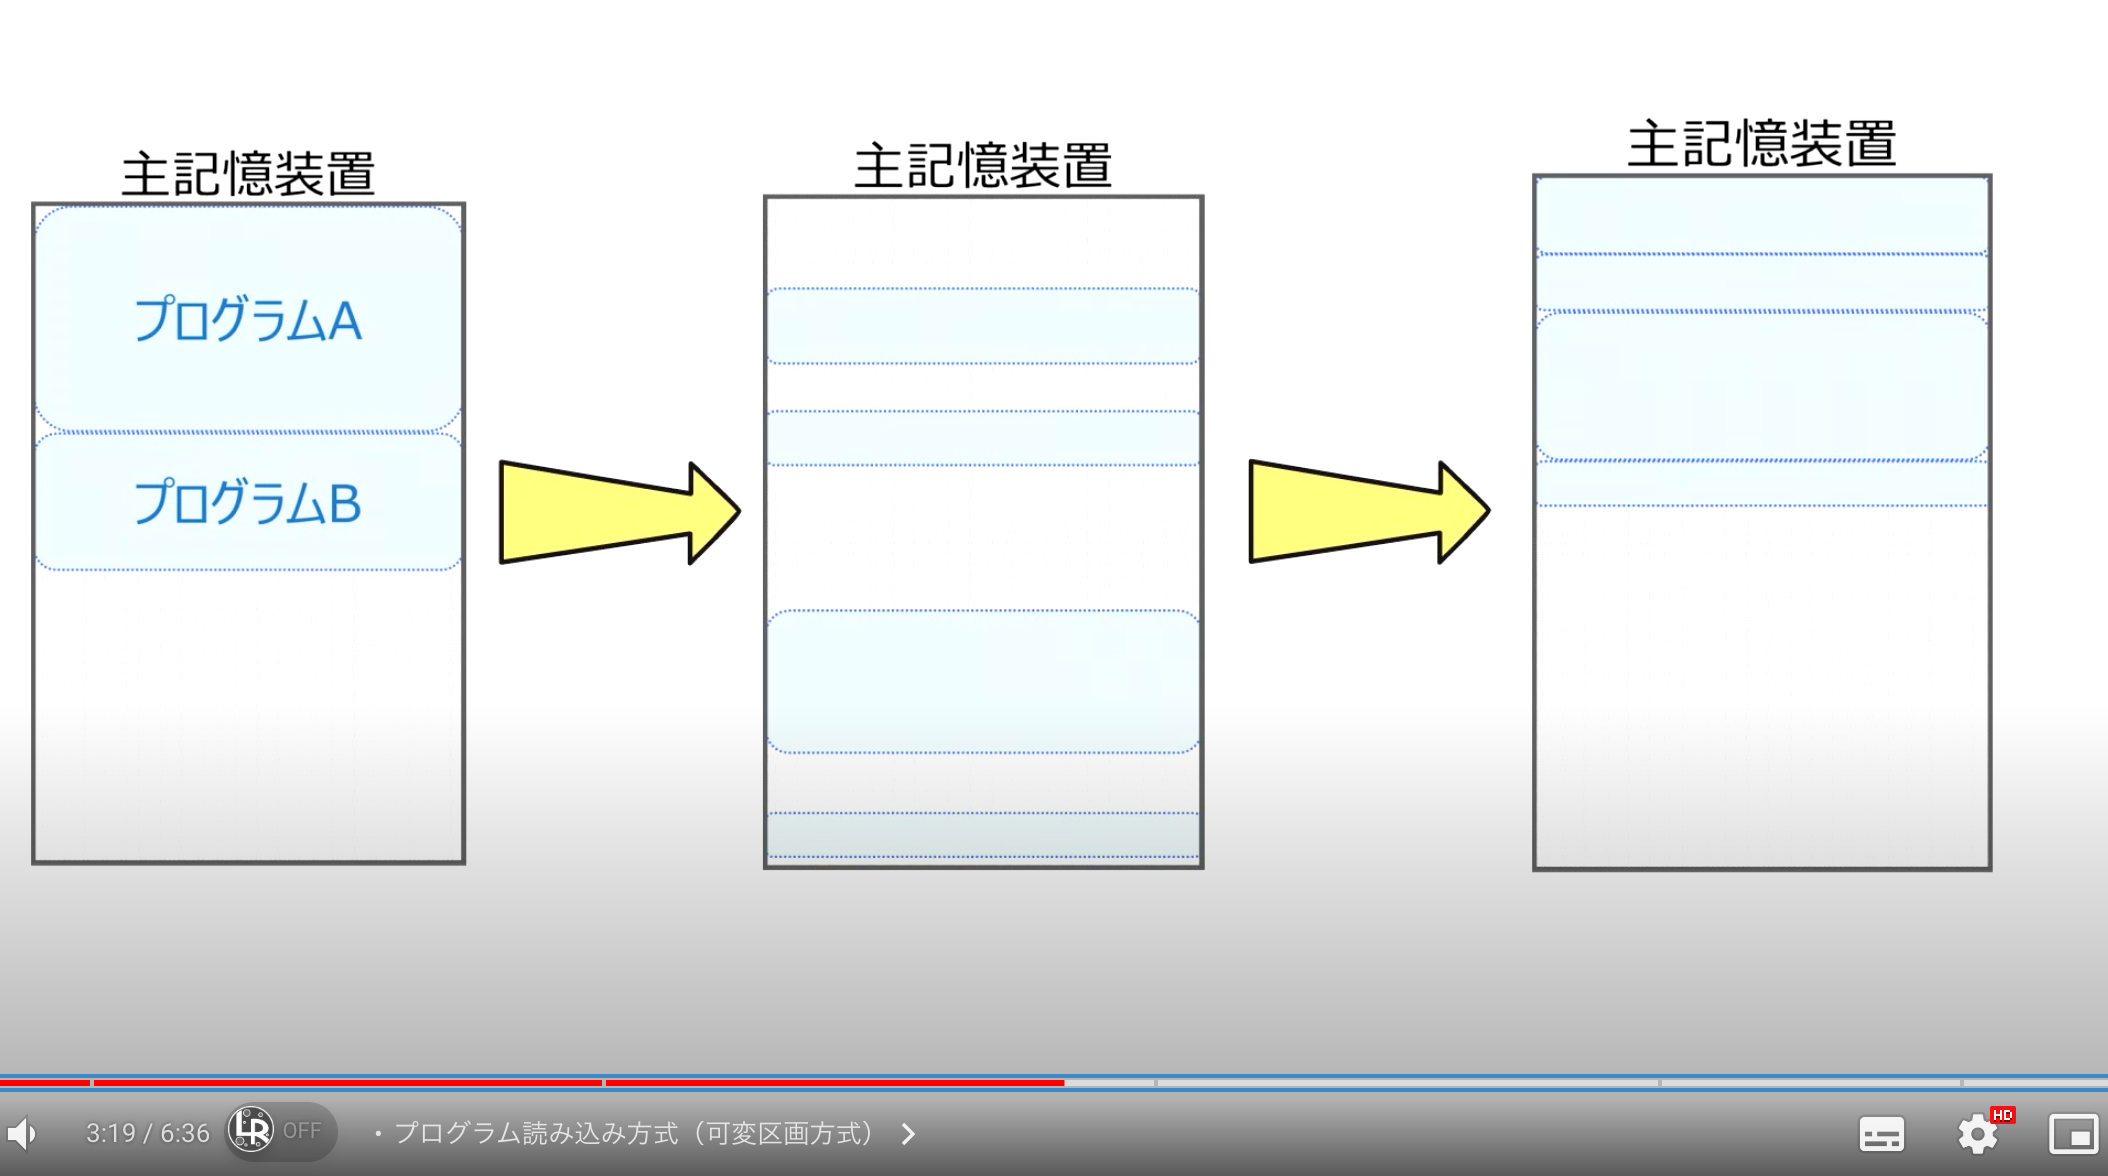 主記憶装置
プログラムA
プログラムB
主記憶装置
主記憶装置
3:19 / 6:36
LR
OFF
・プログラム読み込み方式（可変区画方式）
HD